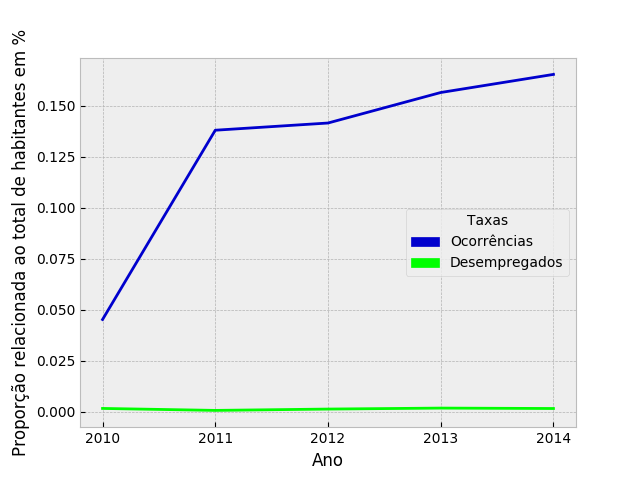 Proporção relacionada ao total de habitantes em %
0.150
0.125
0.100
0.075
0.050
0.025
0.000
Taxas
Ocorrências
Desempregados
2010 2011 2012 2013 2014
Ano